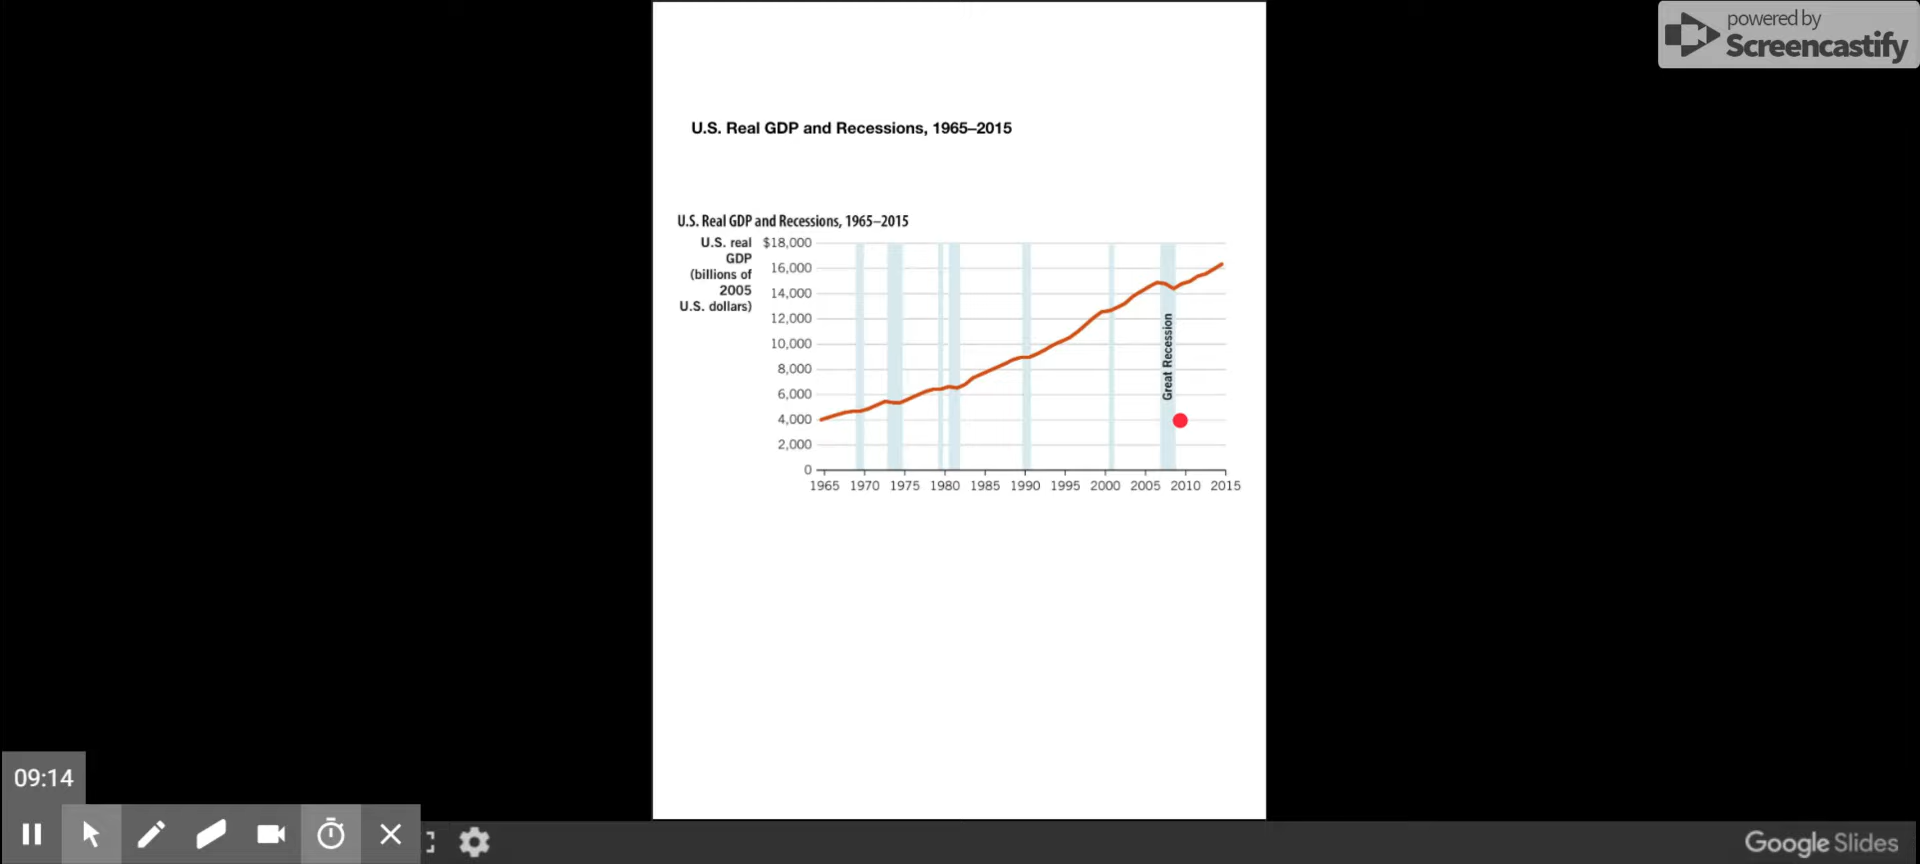 powered by
Screencastify
U.S. Real GDP and Recessions, 1965–2015
U.S. Real GDP and Recessions, 1965–2015
U.S. real
GDP
(billions of
2005
U.S. dollars)
$18,000
16,000
14,000
12,000
10,000
8,000
6,000
4,000
2,000
0
Great Recession
1965 1970 1975 1980 1985 1990 1995 2000 2005 2010 2015
09:14
Google Slides